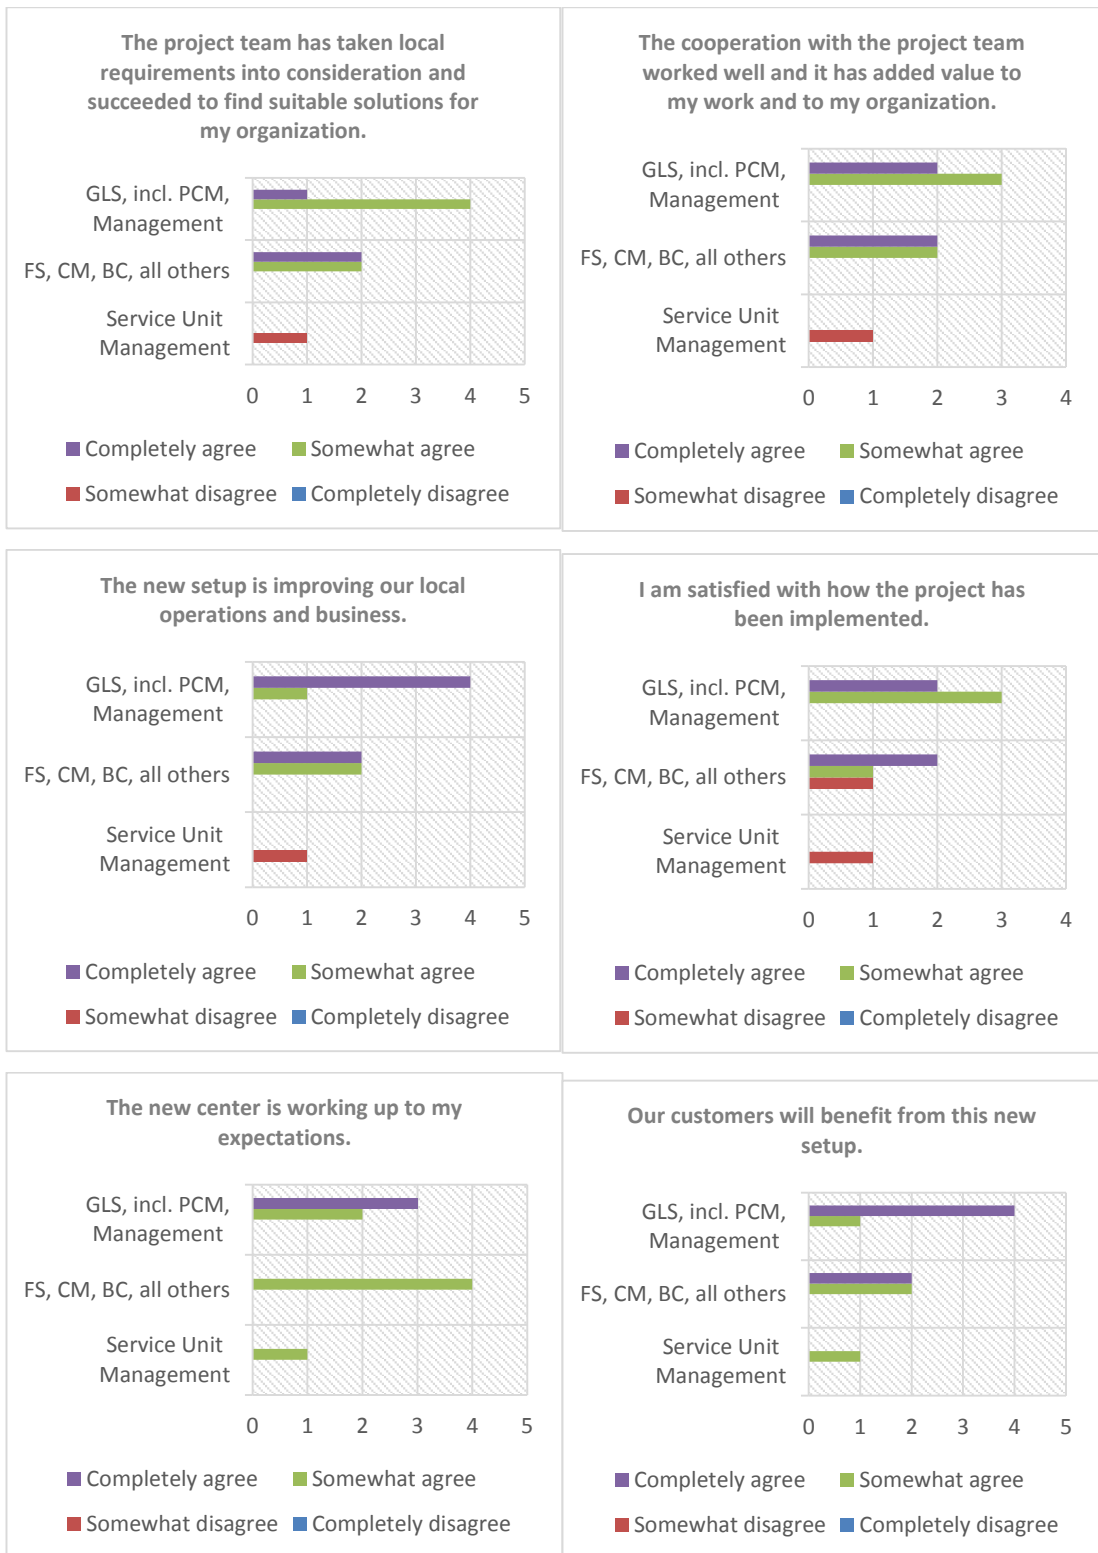 The project team has taken local
requirements into consideration and
succeeded to find suitable solutions for
my organization.
GLS, incl. PCM,
Management
FS, CM, BC, all others
Service Unit
Management
0 1 2 3 4 5
Completely agree Somewhat agree
Somewhat disagree Completely disagree
The cooperation with the project team
worked well and it has added value to
my work and to my organization.
GLS, incl. PCM,
Management
FS, CM, BC, all others
Service Unit
Management
0 1 2 3 4
Completely agree Somewhat agree
Somewhat disagree Completely disagree
The new setup is improving our local
operations and business.
GLS, incl. PCM,
Management
FS, CM, BC, all others
Service Unit
Management
0 1 2 3 4 5
Completely agree Somewhat agree
Somewhat disagree Completely disagree
I am satisfied with how the project has
been implemented.
GLS, incl. PCM,
Management
FS, CM, BC, all others
Service Unit
Management
0 1 2 3 4
Completely agree Somewhat agree
Somewhat disagree Completely disagree
The new center is working up to my
expectations.
GLS, incl. PCM,
Management
FS, CM, BC, all others
Service Unit
Management
0 1 2 3 4 5
Completely agree Somewhat agree
Somewhat disagree Completely disagree
Our customers will benefit from this new
setup.
GLS, incl. PCM,
Management
FS, CM, BC, all others
Service Unit
Management
0 1 2 3 4 5
Completely agree Somewhat agree
Somewhat disagree Completely disagree